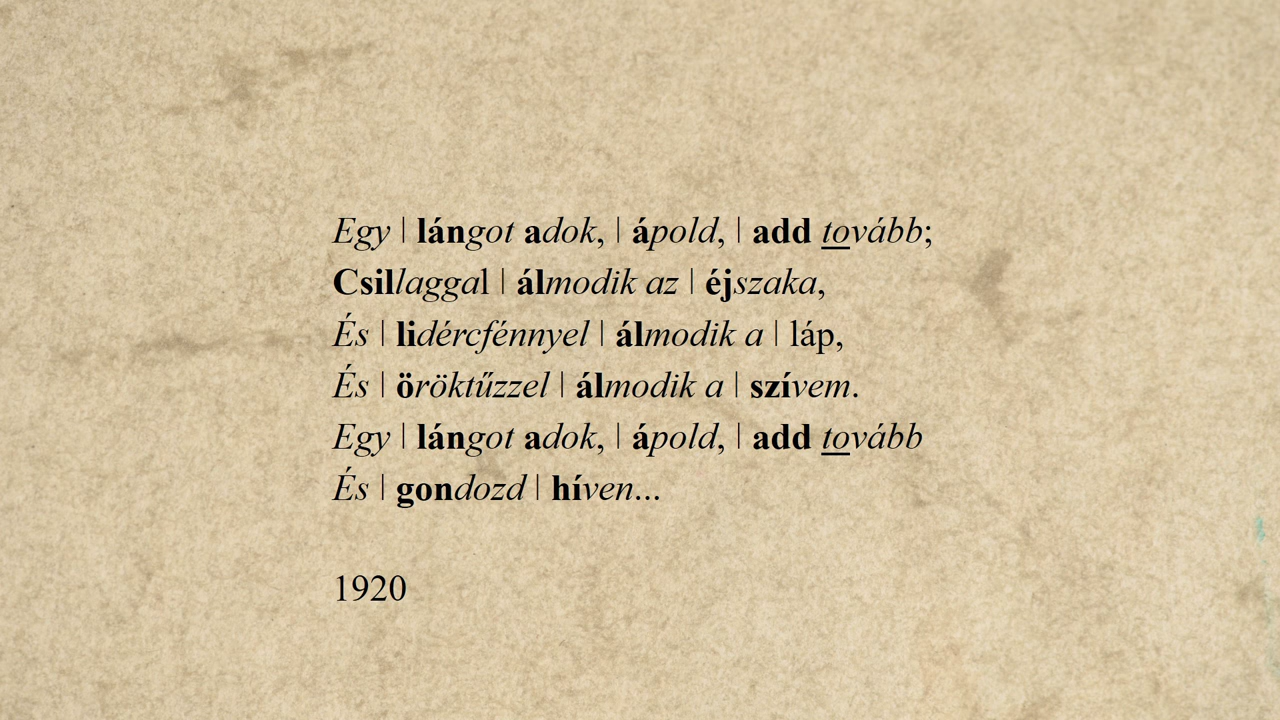 Egy | lángot adok, | ápold, | add tovább;
Csillaggal | álmodik az | éjszaka,
És | lidércfénnyel | álmodik a | láp,
És | öröktűzzel | álmodik a | szívem.
Egy | lángot adok, | ápold, | add tovább
És | gondozd | híven...
1920